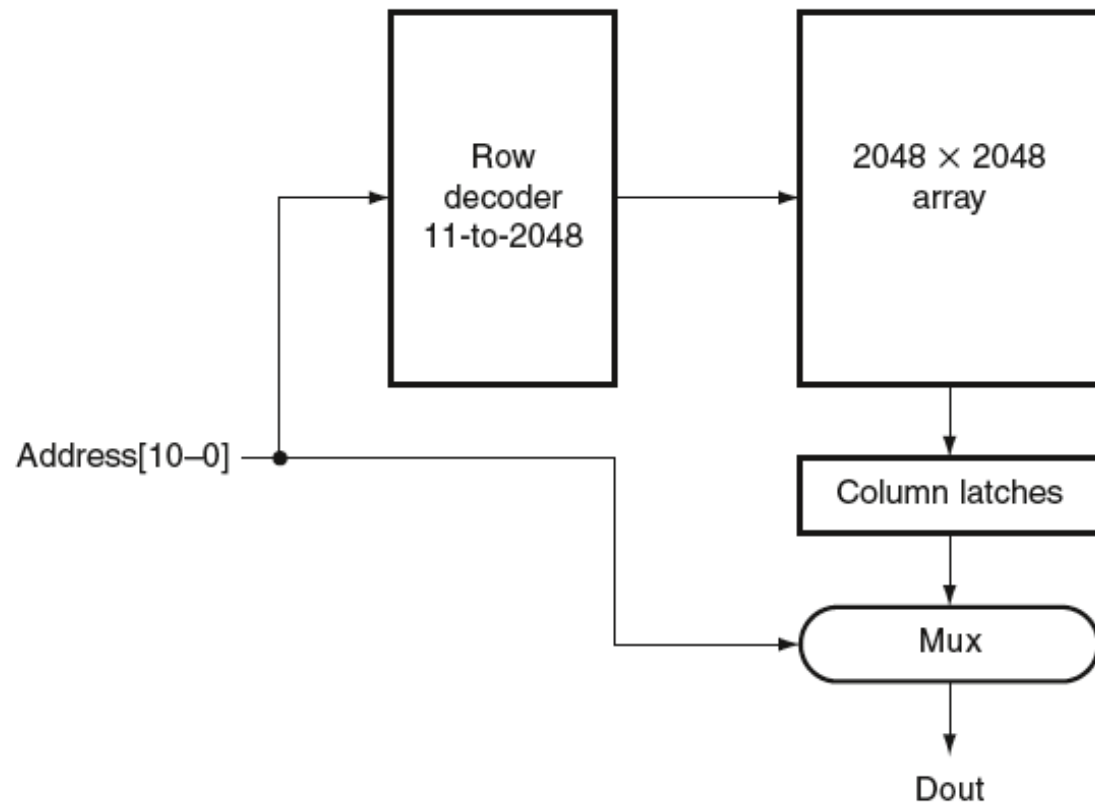 Row
decoder
11-to-2048
2048 × 2048
array
Address[10–0]
Column latches
Mux
Dout